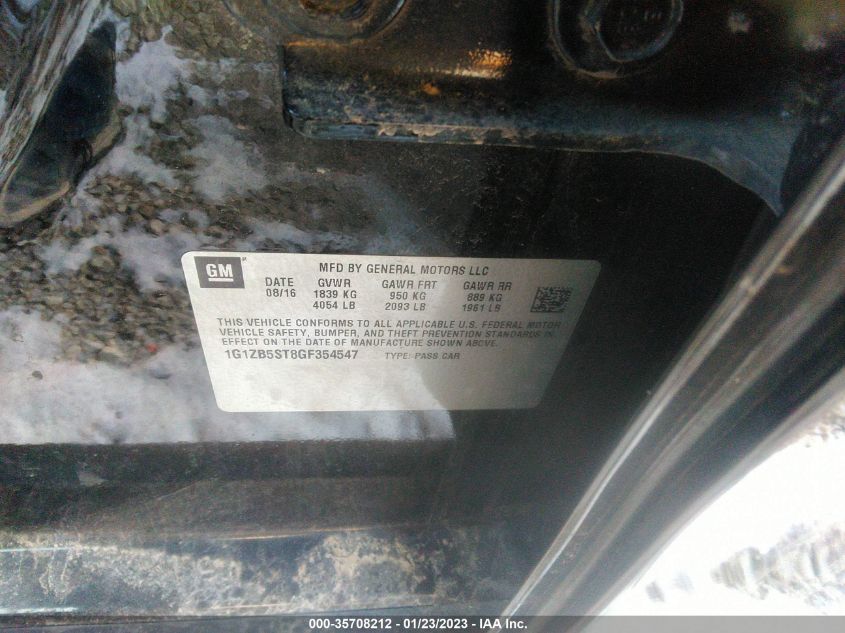 GM
MFD BY GENERAL MOTORS LLC
DATE GVWR GAWR FRT GAWR RR
08/16 1839 KG 950 KG 889 KG
4054 LB 2093 LB 1961 LB
THIS VEHICLE CONFORMS TO ALL APPLICABLE U.S. FEDERAL MOTOR
VEHICLE SAFETY, BUMPER, AND THEFT PREVENTION STANDARDS IN
EFFECT ON THE DATE OF MANUFACTURE SHOWN ABOVE.
1G1ZB5ST8GF354547 TYPE: PASS CAR
000-35708212 - 01/23/2023 - IAA Inc.